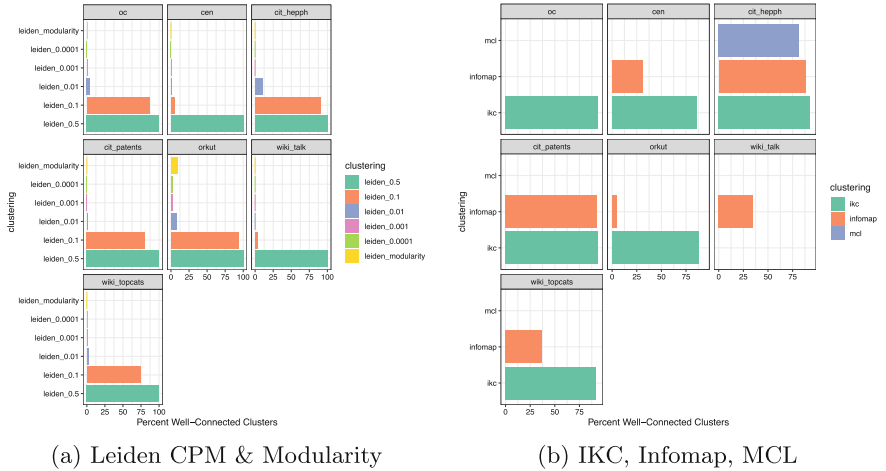 oc cen cit_hepph
leiden_modularity
leiden_0.0001
leiden_0.001
leiden_0.01
leiden_0.1
leiden_0.5
cit_patents orkut wiki_talk
leiden_modularity
leiden_0.0001
leiden_0.001
leiden_0.01
leiden_0.1
leiden_0.5
0 25 50 75 100 0 25 50 75 100
wiki_topcats
leiden_modularity
leiden_0.0001
leiden_0.001
leiden_0.01
leiden_0.1
leiden_0.5
0 25 50 75 100
Percent Well-Connected Clusters
clustering
clustering
leiden_0.5
leiden_0.1
leiden_0.01
leiden_0.001
leiden_0.0001
leiden_modularity
(a) Leiden CPM & Modularity
oc cen cit_hepph
mcl
infomap
ikc
cit_patents orkut wiki_talk
mcl
infomap
ikc
0 25 50 75 0 25 50 75
wiki_topcats
mcl
infomap
ikc
0 25 50 75
Percent Well-Connected Clusters
clustering
clustering
ikc
infomap
mcl
(b) IKC, Infomap, MCL